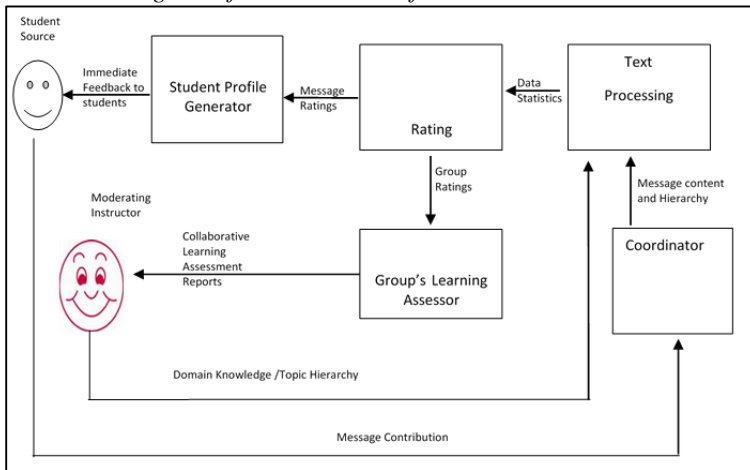 Student
Source
Immediate
Feedback to
students
Student Profile
Generator
Message
Ratings
Rating
Data
Statistics
Text
Processing
Group
Ratings
Message content
and Hierarchy
Moderating
Instructor
Collaborative
Learning
Assessment
Reports
Group's Learning
Assessor
Coordinator
Domain Knowledge /Topic Hierarchy
Message Contribution